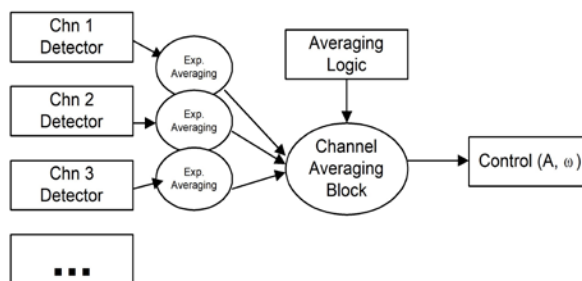 Chn 1
Detector
Exp.
Averaging
Averaging
Logic
Chn 2
Detector
Exp.
Averaging
Channel
Averaging
Block
Control (A, ω)
Chn 3
Detector
Exp.
Averaging
...